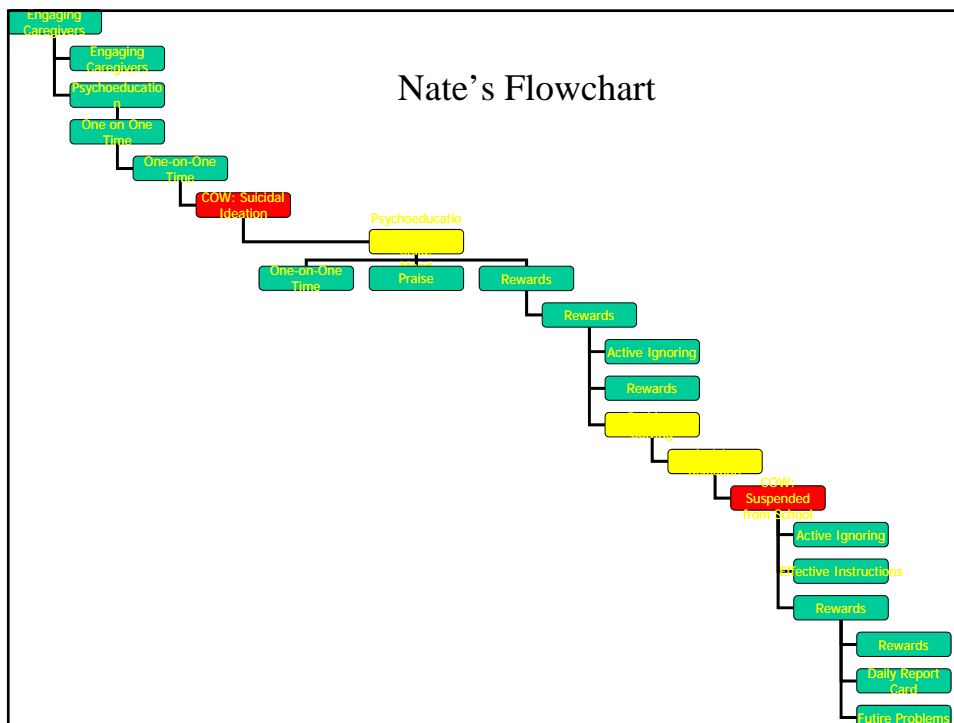 Engaging
Caregivers
Engaging
Caregivers
Nate's Flowchart
Psychoeducatio
n
One on One
Time
One-on-One
Time
COW: Suicidal
Ideation
Psychoeducatio
One-on-One
Time
Praise
Rewards
Rewards
Active Ignoring
Rewards
COW:
Suspended
from School
Active Ignoring
Effective Instructions
Rewards
Rewards
Daily Report
Card
Futire Problems